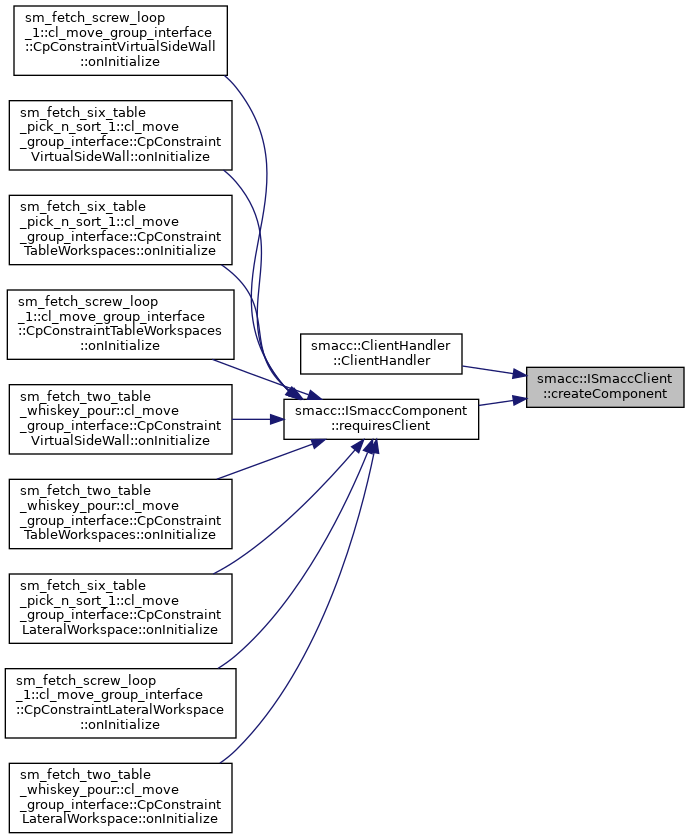 sm_fetch_screw_loop
_1::cl_move_group_interface
::CpConstraintVirtualSideWall
::onInitialize
sm_fetch_six_table
_pick_n_sort_1::cl_move
_group_interface::CpConstraint
VirtualSideWall::onInitialize
sm_fetch_six_table
_pick_n_sort_1::cl_move
_group_interface::CpConstraint
TableWorkspaces::onInitialize
sm_fetch_screw_loop
_1::cl_move_group_interface
::CpConstraintTableWorkspaces
::onInitialize
sm_fetch_two_table
_whiskey_pour::cl_move
_group_interface::CpConstraint
VirtualSideWall::onInitialize
sm_fetch_two_table
_whiskey_pour::cl_move
_group_interface::CpConstraint
TableWorkspaces::onInitialize
sm_fetch_six_table
_pick_n_sort_1::cl_move
_group_interface::CpConstraint
LateralWorkspace::onInitialize
sm_fetch_screw_loop
_1::cl_move_group_interface
::CpConstraintLateralWorkspace
::onInitialize
sm_fetch_two_table
_whiskey_pour::cl_move
_group_interface::CpConstraint
LateralWorkspace::onInitialize
smacc::ClientHandler
::ClientHandler
smacc::ISmaccComponent
::requiresClient
smacc::ISmaccClient
::createComponent